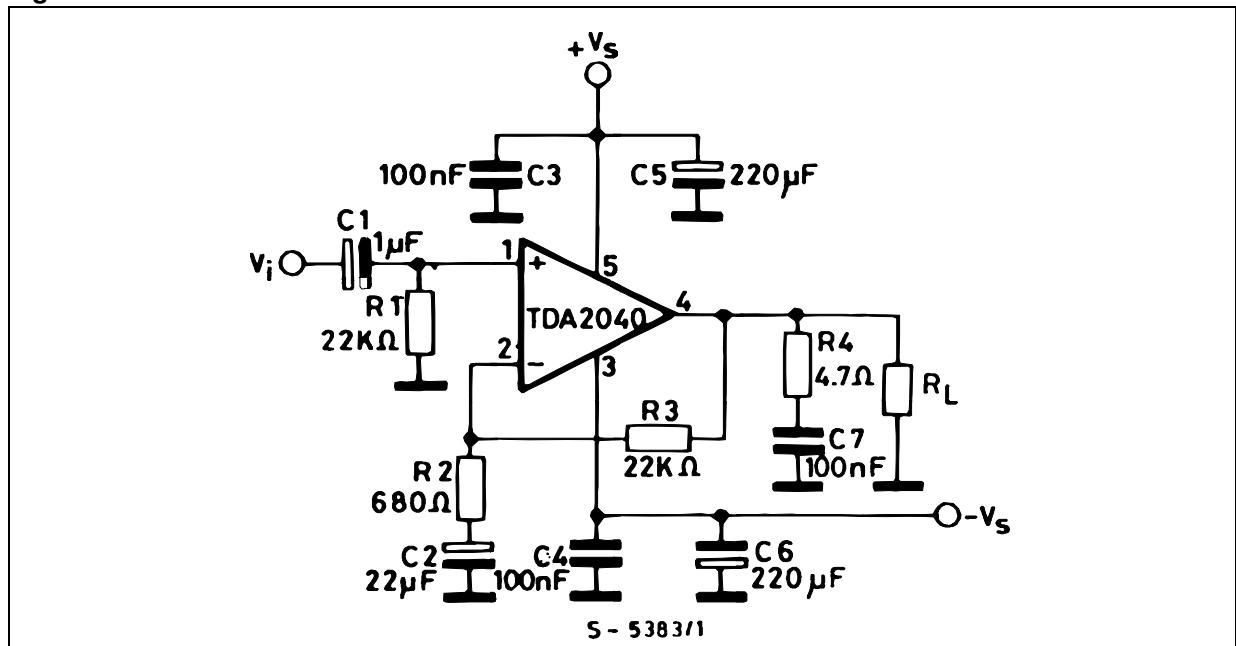 +Vs
100nF
C3
C5
220µF
C1
1µF
Vi
1
+
5
R1
22KΩ
TDA2040
4
2
−
3
R4
4.7Ω
RL
R3
22KΩ
C7
100nF
R2
680Ω
-Vs
C2
22µF
C4
100nF
C6
220µF
S - 5383/1